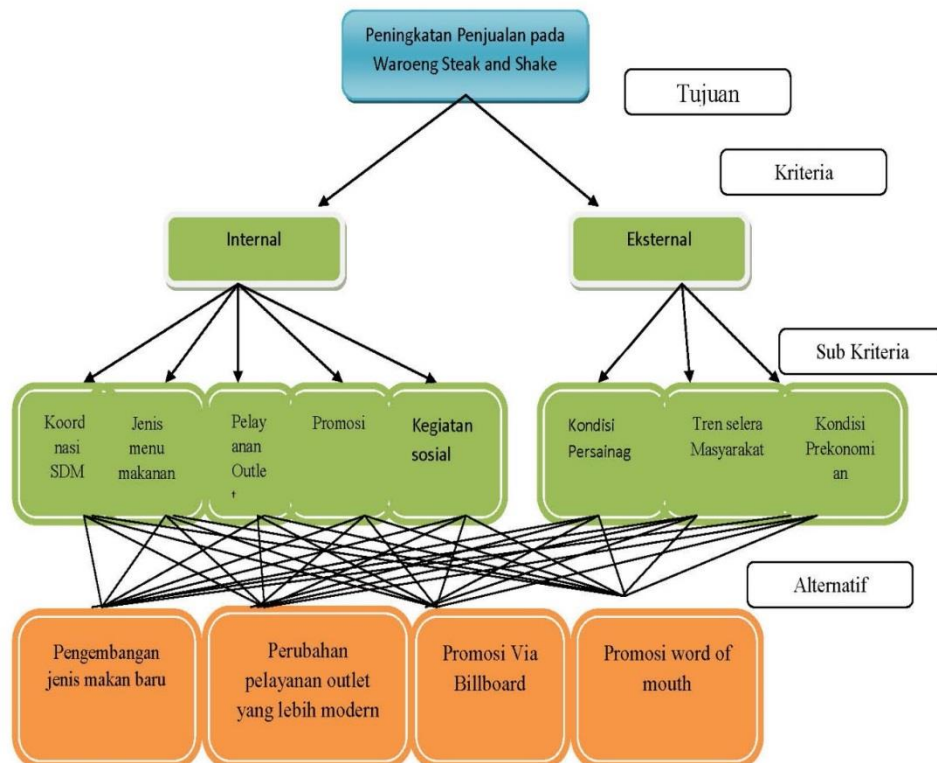 Peningkatan Penjualan pada
Waroeng Steak and Shake
Tujuan
Kriteria
Internal
Eksternal
Sub Kriteria
Koord
nasi
SDM
Jenis
menu
makanan
Pelay
anan
Outle
t
Promosi
Kegiatan
sosial
Kondisi
Persainag
Tren selera
Masyarakat
Kondisi
Prekonomi
an
Alternatif
Pengembangan
jenis makan baru
Perubahan
pelayanan outlet
yang lebih modern
Promosi Via
Billboard
Promosi word of
mouth